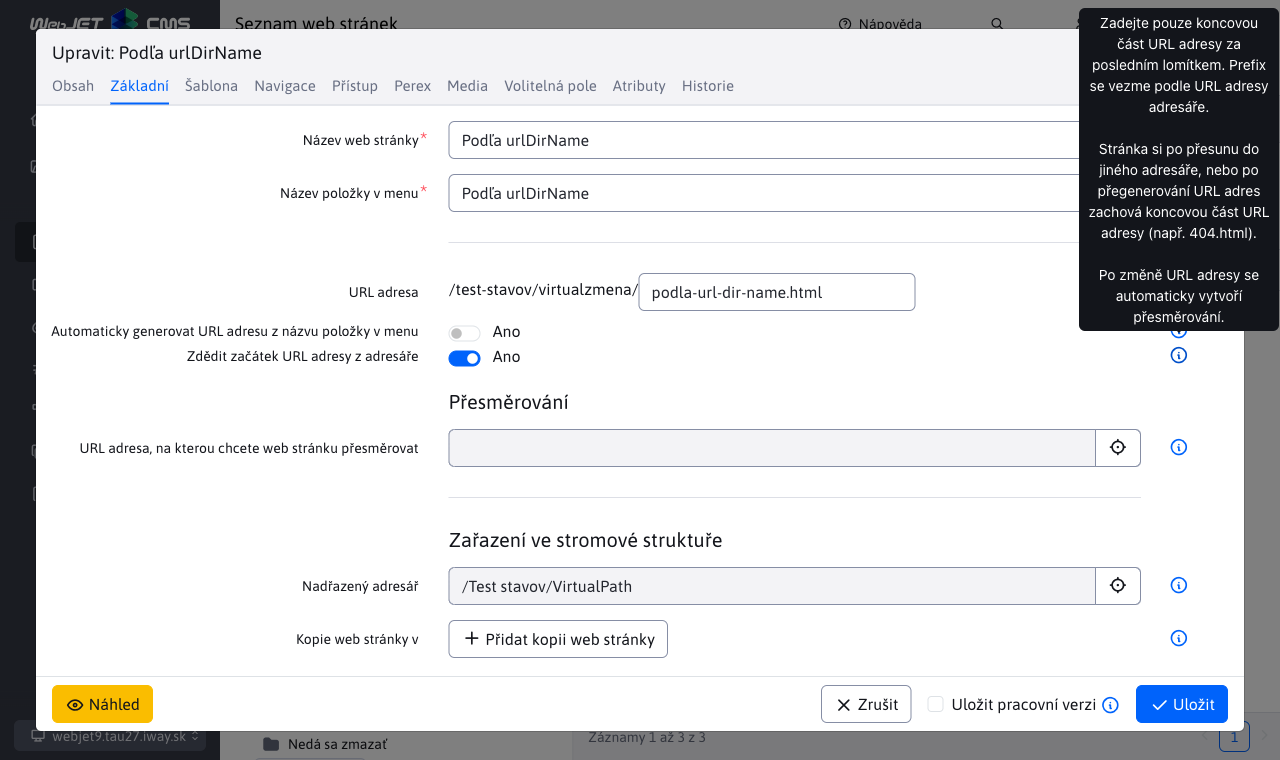 WebJET CMS
Seznam web stránek
Nápověda
Upravit: Podľa urlDirName
Obsah Základní Šablona Navigace Přístup Perex Media Volitelná pole Atributy Historie
Zadejte pouze koncovou
část URL adresy za
posledním lomítkem. Prefix
se vezme podle URL adresy
adresáře.
Stránka si po přesunu do
jiného adresáře, nebo po
přegenerování URL adres
zachová koncovou část URL
adresy (např. 404.html).
Po změně URL adresy se
automaticky vytvoří
přesměrování.
Název web stránky* Podľa urlDirName
Název položky v menu* Podľa urlDirName
URL adresa /test-stavov/virtualzmena/ podla-url-dir-name.html
Automaticky generovat URL adresu z názvu položky v menu Ano
Zdědit začátek URL adresy z adresáře Ano
Přesměrování
URL adresa, na kterou chcete web stránku přesměrovat
Zařazení ve stromové struktuře
Nadřazený adresář /Test stavov/VirtualPath
Kopie web stránky v Přidat kopii web stránky
Náhled Zrušit Uložit pracovní verzi Uložit
webjet9.tau27.iway.sk
Nedá sa zmazať
Záznamy 1 až 3 z 3
1